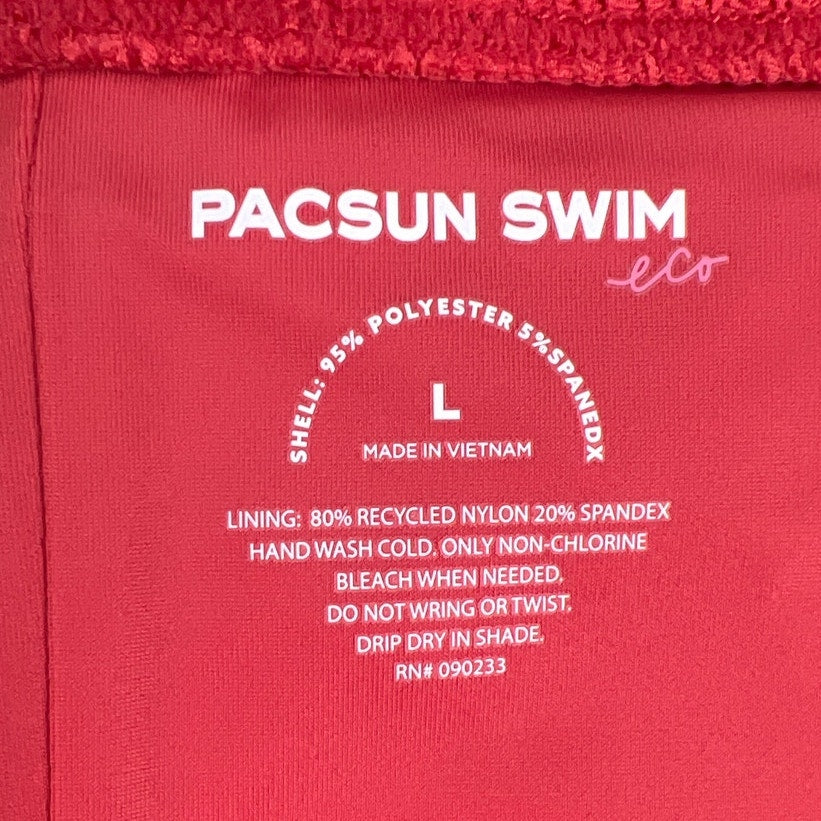 PACSUN SWIM
eco
SHELL: 95% POLYESTER 5%SPANEDX
L
MADE IN VIETNAM
LINING: 80% RECYCLED NYLON 20% SPANDEX
HAND WASH COLD. ONLY NON-CHLORINE
BLEACH WHEN NEEDED.
DO NOT WRING OR TWIST.
DRIP DRY IN SHADE.
RN# 090233